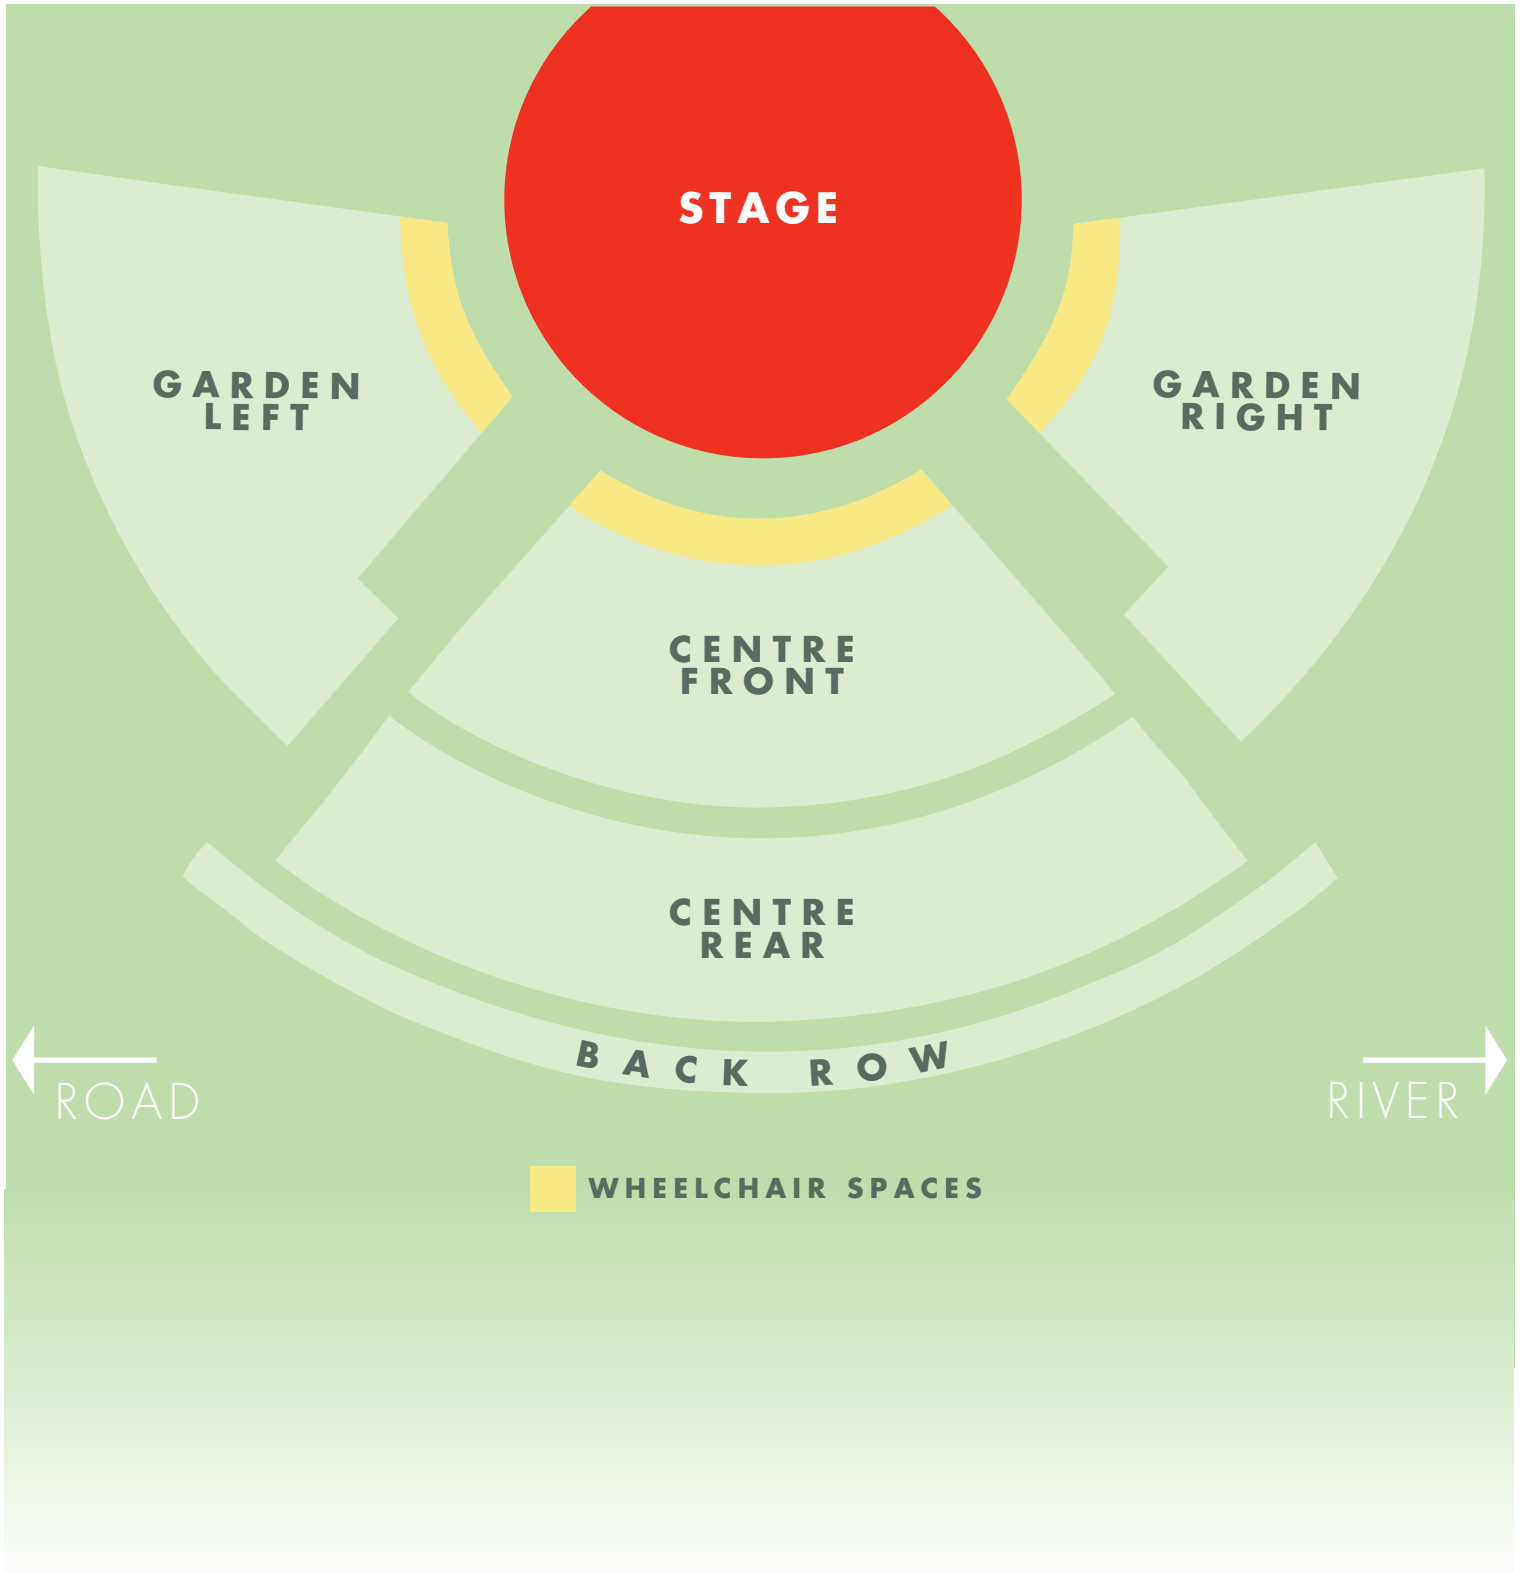 STAGE
GARDEN
LEFT
GARDEN
RIGHT
CENTRE
FRONT
CENTRE
REAR
BACK ROW
ROAD
RIVER
WHEELCHAIR SPACES